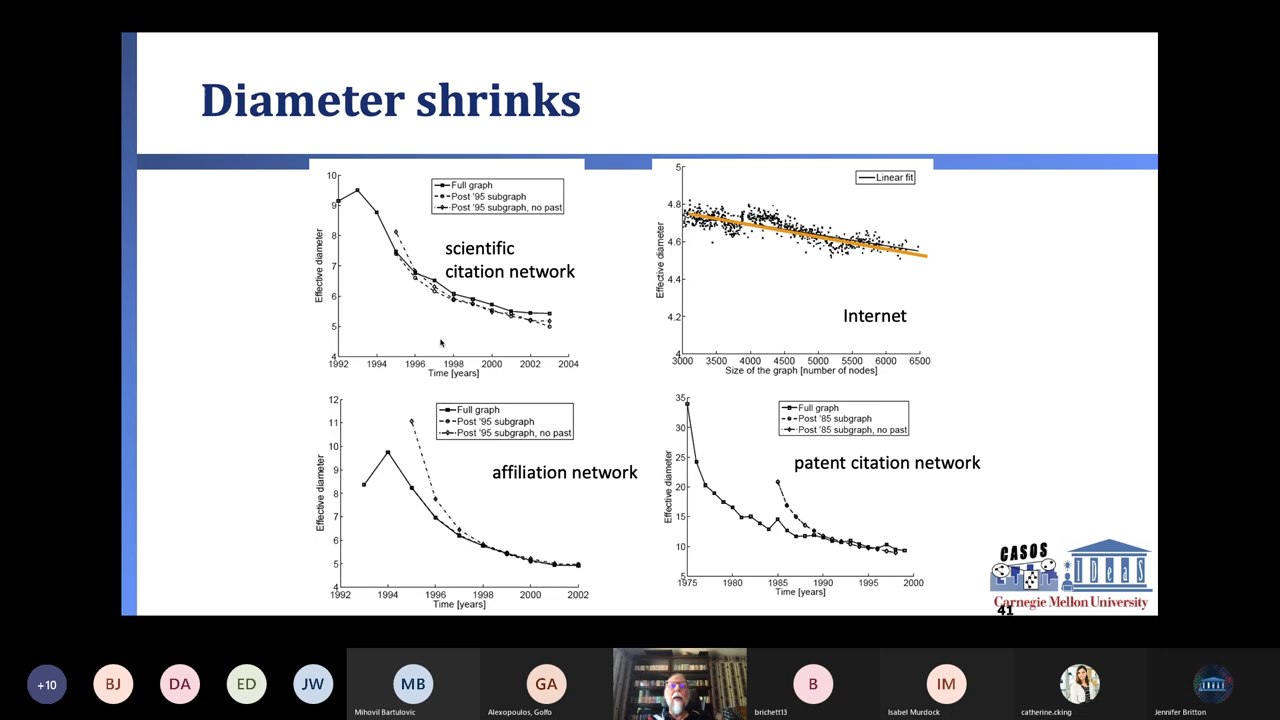 Diameter shrinks
10
9
8
7
6
5
4
1992
1994
1996
1998
2000
2002
2004
Effective diameter
Time [years]
Full graph
Post '95 subgraph
Post '95 subgraph, no past
scientific
citation network
5
4.8
4.6
4.4
4.2
4
3000
3500
4000
4500
5000
5500
6000
6500
Effective diameter
Size of the graph [number of nodes]
Linear fit
Internet
12
11
10
9
8
7
6
5
4
1992
1994
1996
1998
2000
2002
Effective diameter
Time [years]
Full graph
Post '95 subgraph
Post '95 subgraph, no past
affiliation network
35
30
25
20
15
10
5
1975
1980
1985
1990
1995
2000
Effective diameter
Time [years]
Full graph
Post '85 subgraph
Post '85 subgraph, no past
patent citation network
CASOS
IDeaS
Carnegie Mellon University
41
+10
BJ
DA
ED
JW
MB
Mihovil Bartulovic
GA
Alexopoulos, Golfo
B
brichett13
IM
Isabel Murdock
catherine.cking
Jennifer Britton